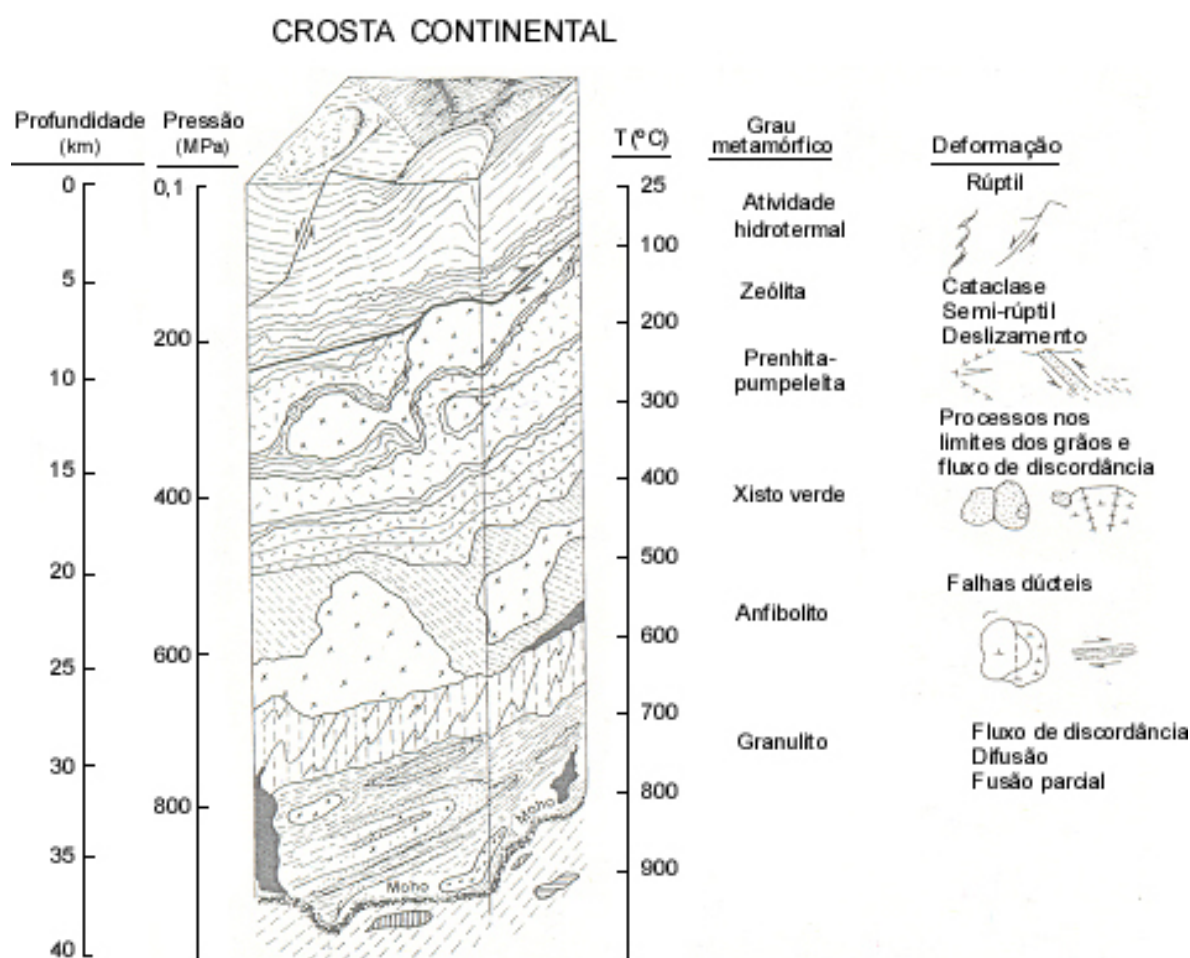 CROSTA CONTINENTAL
Profundidade
(km)
0
5
10
15
20
25
30
35
40
Pressão
(MPa)
0,1
200
400
600
800
Moho
Moho
T (ºC)
25
100
200
300
400
500
600
700
800
900
Grau
metamórfico
Atividade
hidrotermal
Zeólita
Prenhita-
pumpeleíta
Xisto verde
Anfibolito
Granulito
Deformação
Rúptil
Cataclase
Semi-rúptil
Deslizamento
Processos nos
limites dos grãos e
fluxo de discordância
Falhas dúcteis
Fluxo de discordância
Difusão
Fusão parcial